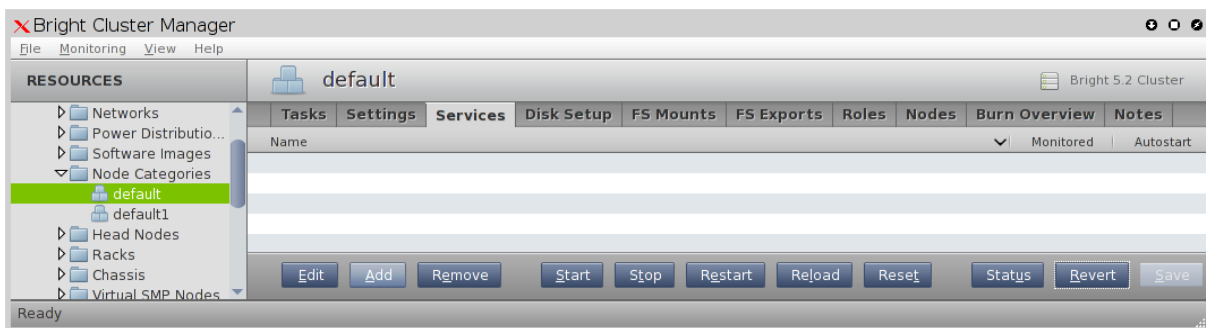 Bright Cluster Manager
File Monitoring View Help
RESOURCES
default
Bright 5.2 Cluster
Networks
Power Distributio...
Software Images
Node Categories
default
default1
Head Nodes
Racks
Chassis
Virtual SMP Nodes
Tasks Settings Services Disk Setup FS Mounts FS Exports Roles Nodes Burn Overview Notes
Name Monitored Autostart
Edit Add Remove Start Stop Restart Reload Reset Status Revert Save
Ready